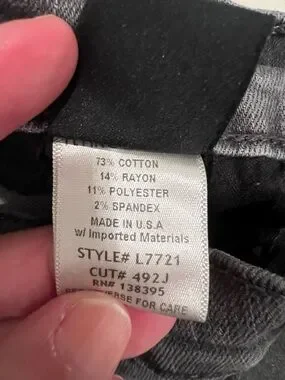 73% COTTON
14% RAYON
11% POLYESTER
2% SPANDEX
MADE IN U.S.A
w/ Imported Materials
STYLE# L7721
CUT# 492J
RN# 138395
REVERSE FOR CARE